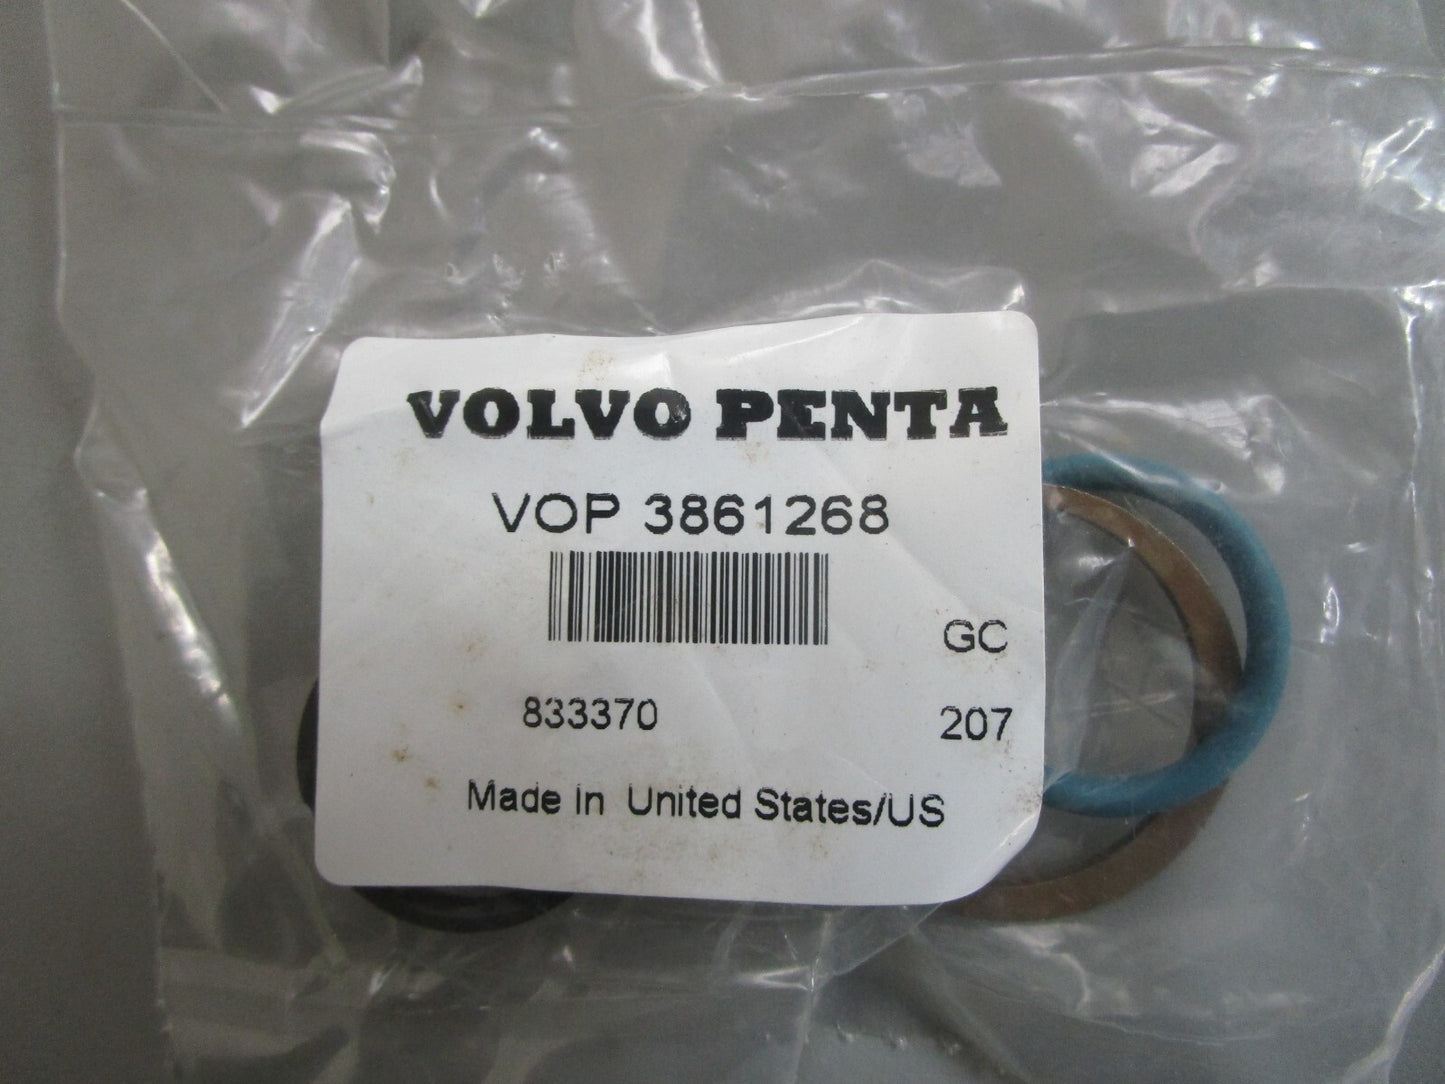 VOLVO PENTA
VOP 3861268
GC
833370 207
Made in United States/US